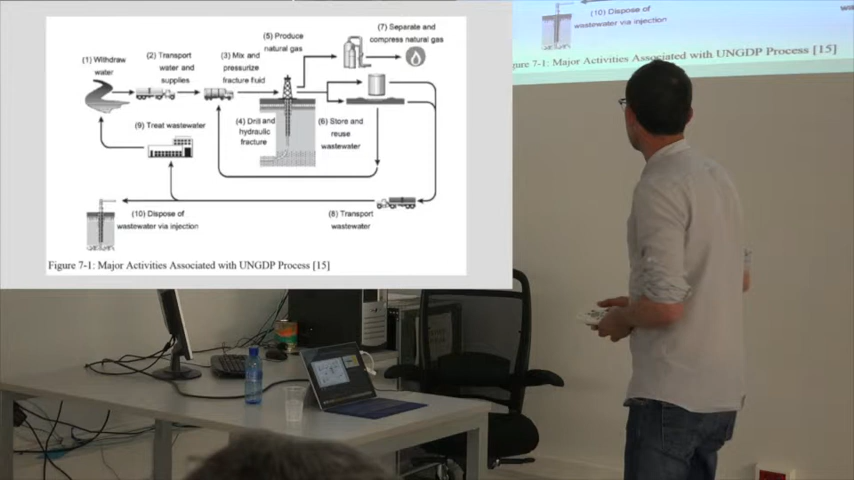 (1) Withdraw
water
(2) Transport
water and
supplies
(3) Mix and
pressurize
fracture fluid
(5) Produce
natural gas
(7) Separate and
compress natural gas
(4) Drill and
hydraulic
fracture
(6) Store and
reuse
wastewater
(9) Treat wastewater
(10) Dispose of
wastewater via injection
(8) Transport
wastewater
Figure 7-1: Major Activities Associated with UNGDP Process [15]
(10) Dispose of
wastewater via injection
wastewater
7-1: Major Activities Associated with UNGDP Process [15]